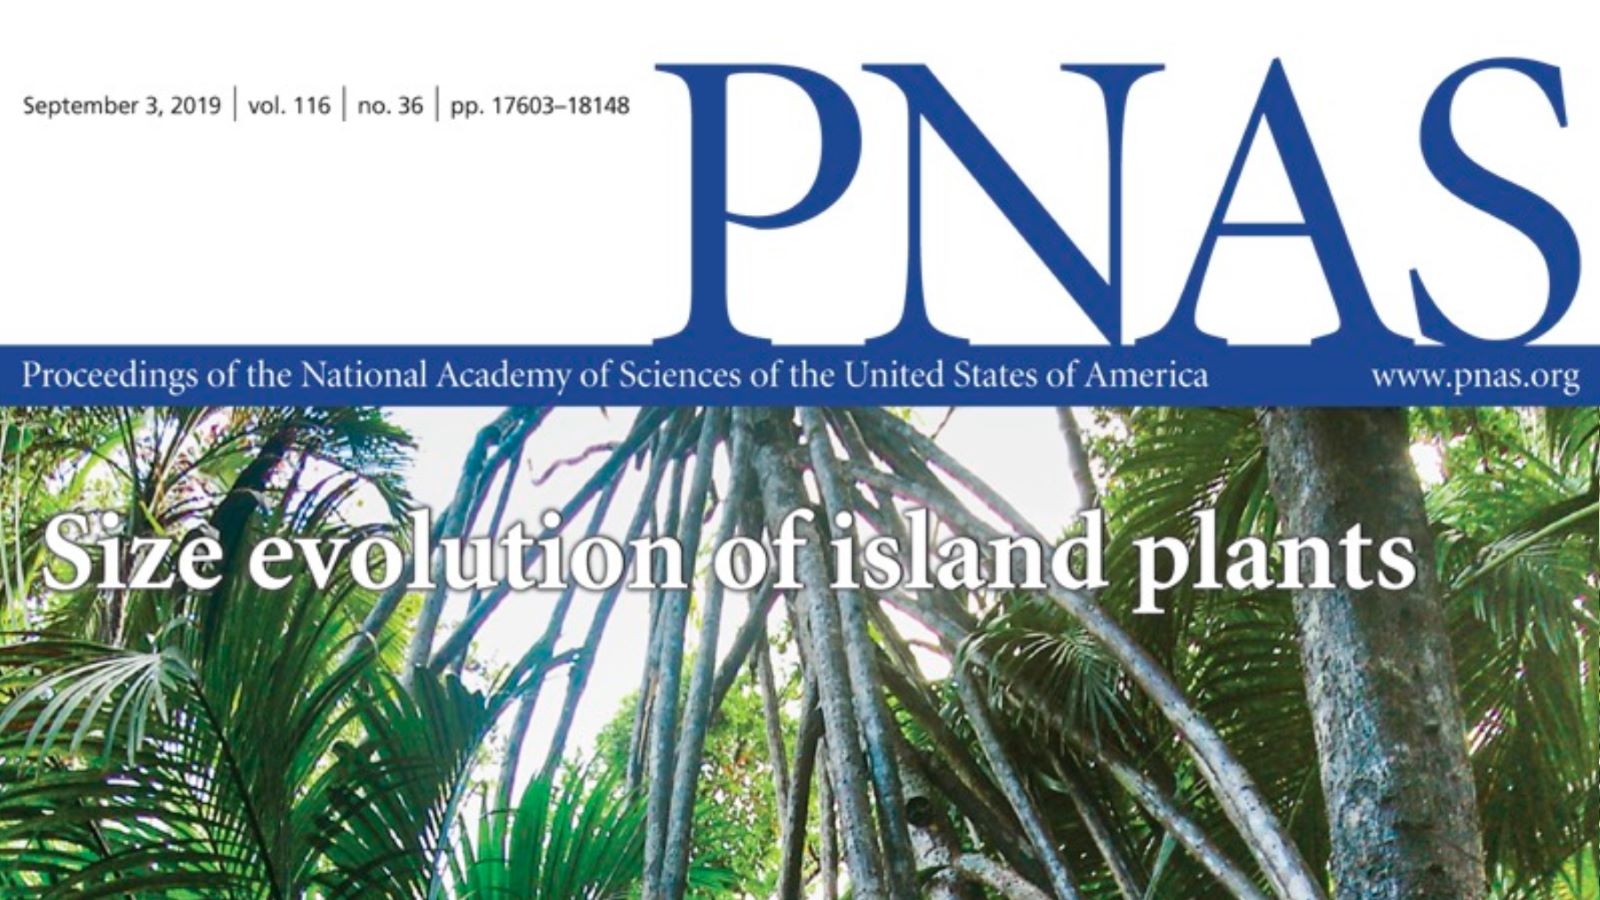 September 3, 2019 | vol. 116 | no. 36 | pp. 17603–18148
PNAS
Proceedings of the National Academy of Sciences of the United States of America www.pnas.org
Size evolution of island plants